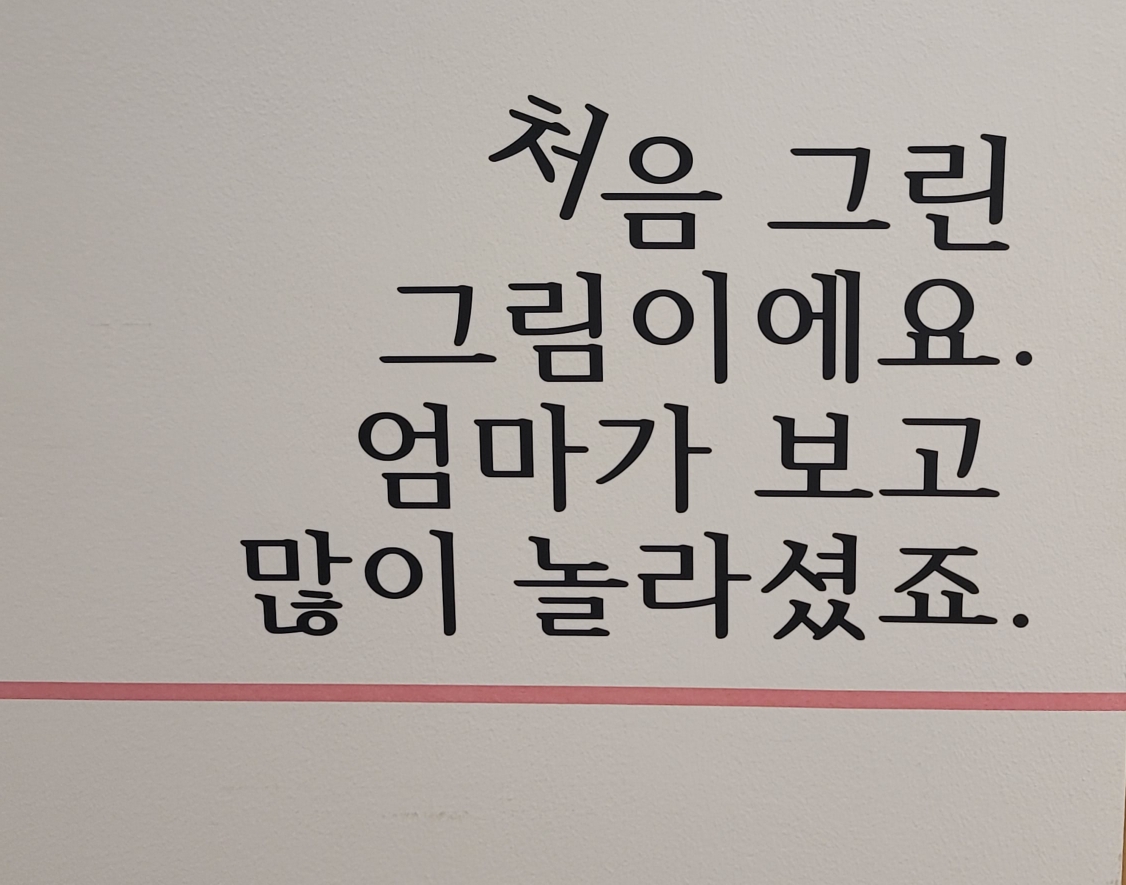 처음 그린
그림이에요.
엄마가 보고
많이 놀라셨죠.